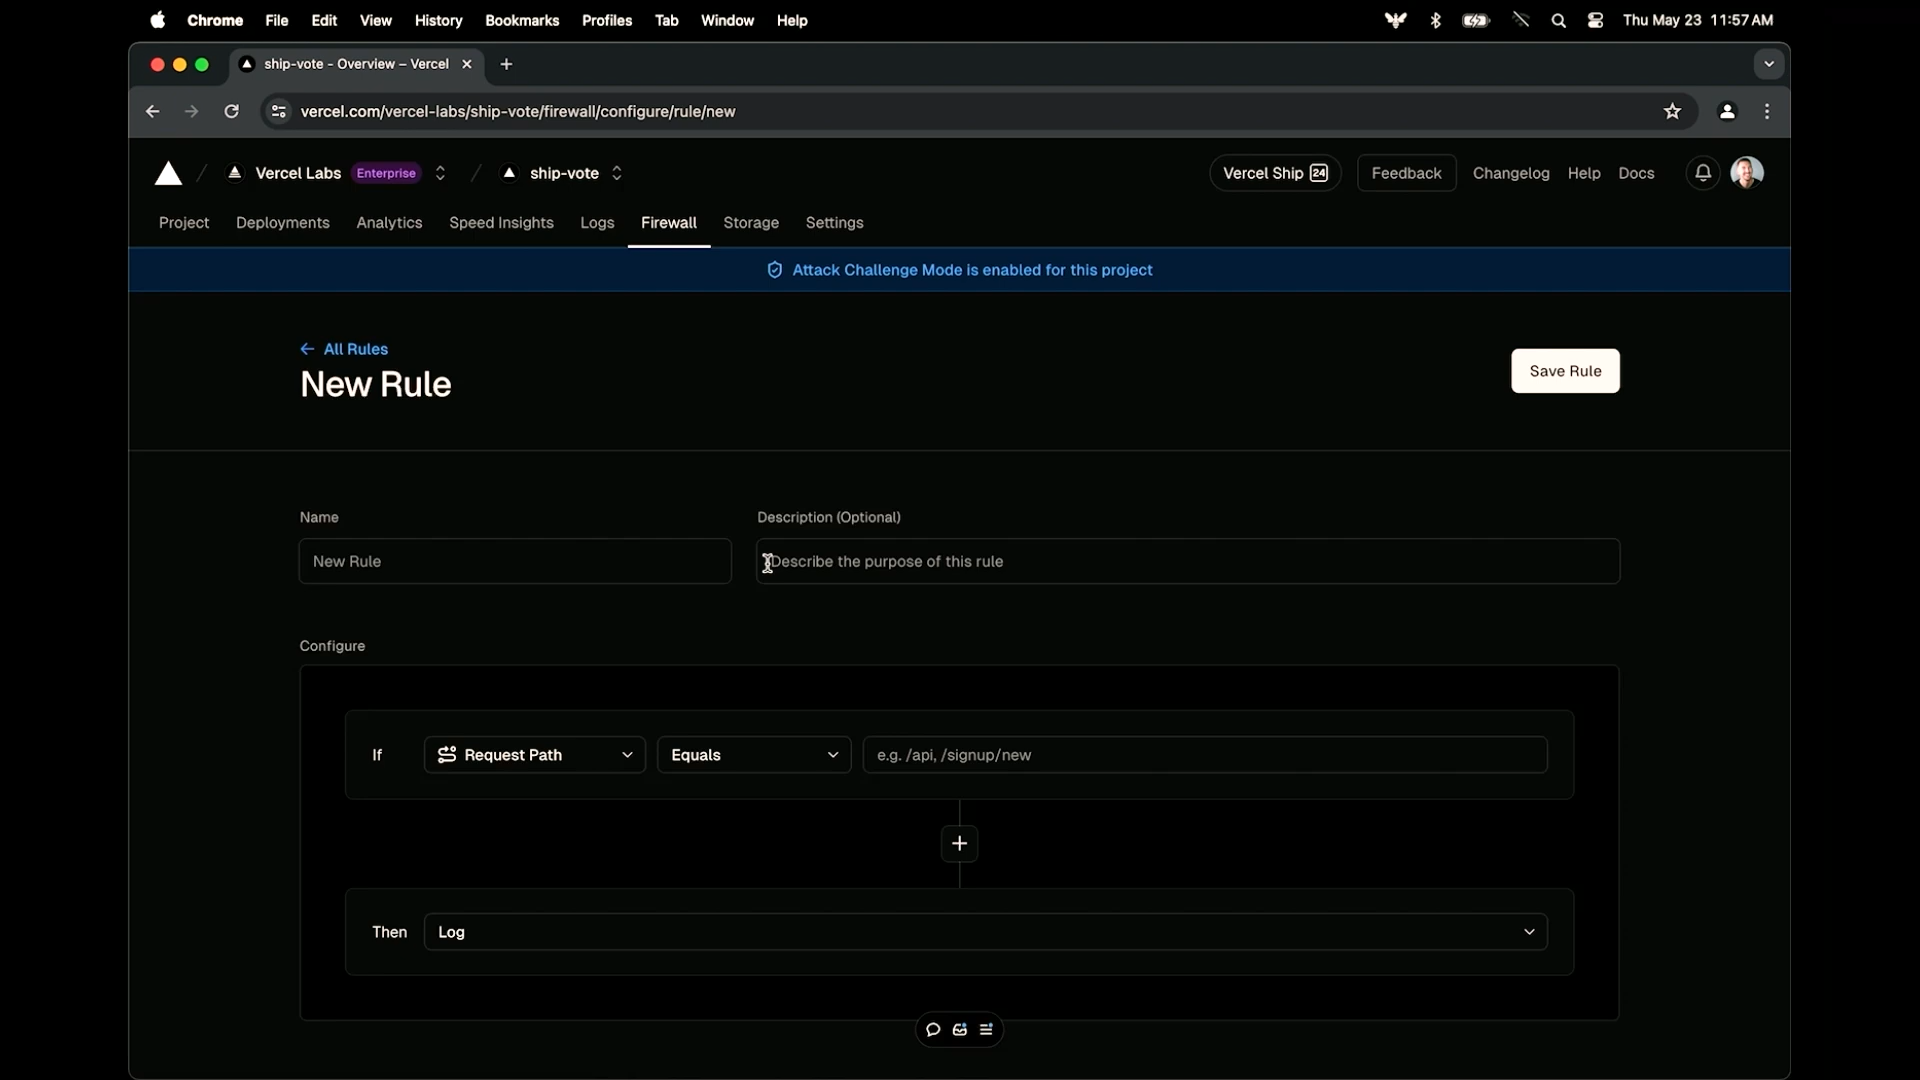 Chrome File Edit View History Bookmarks Profiles Tab Window Help Thu May 23 11:57 AM
ship-vote - Overview – Vercel
vercel.com/vercel-labs/ship-vote/firewall/configure/rule/new
Vercel Labs Enterprise ship-vote Vercel Ship 24 Feedback Changelog Help Docs
Project Deployments Analytics Speed Insights Logs Firewall Storage Settings
Attack Challenge Mode is enabled for this project
All Rules
New Rule
Save Rule
Name Description (Optional)
New Rule Describe the purpose of this rule
Configure
If Request Path Equals e.g. /api, /signup/new
Then Log